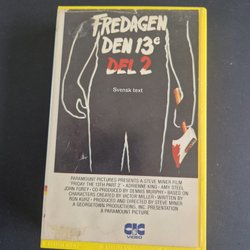 FREDAGEN
DEN 13e
DEL 2
Svensk text
PARAMOUNT PICTURES PRESENTS A STEVE MINER FILM
"FRIDAY THE 13TH PART 2" • ADRIENNE KING • AMY STEEL
JOHN FUREY • CO-PRODUCED BY DENNIS MURPHY • BASED ON
CHARACTERS CREATED BY VICTOR MILLER • WRITTEN BY
RON KURZ • PRODUCED AND DIRECTED BY STEVE MINER
A GEORGETOWN PRODUCTIONS, INC. PRESENTATION
A PARAMOUNT PICTURE
CIC
VIDEO